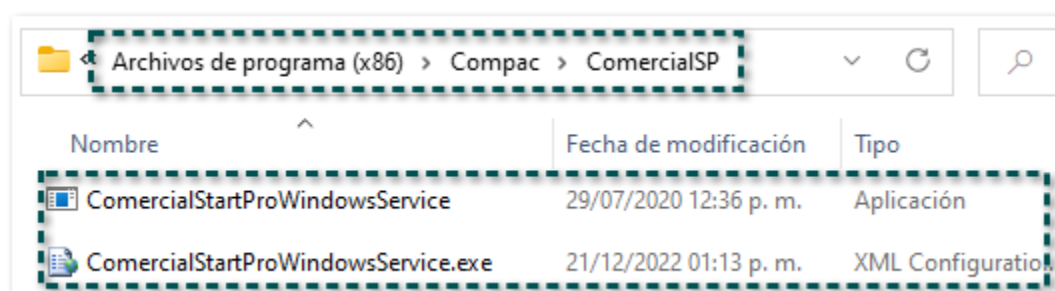 « Archivos de programa (x86) > Compac > ComercialSP
Nombre Fecha de modificación Tipo
ComercialStartProWindowsService 29/07/2020 12:36 p. m. Aplicación
ComercialStartProWindowsService.exe 21/12/2022 01:13 p. m. XML Configuratio...